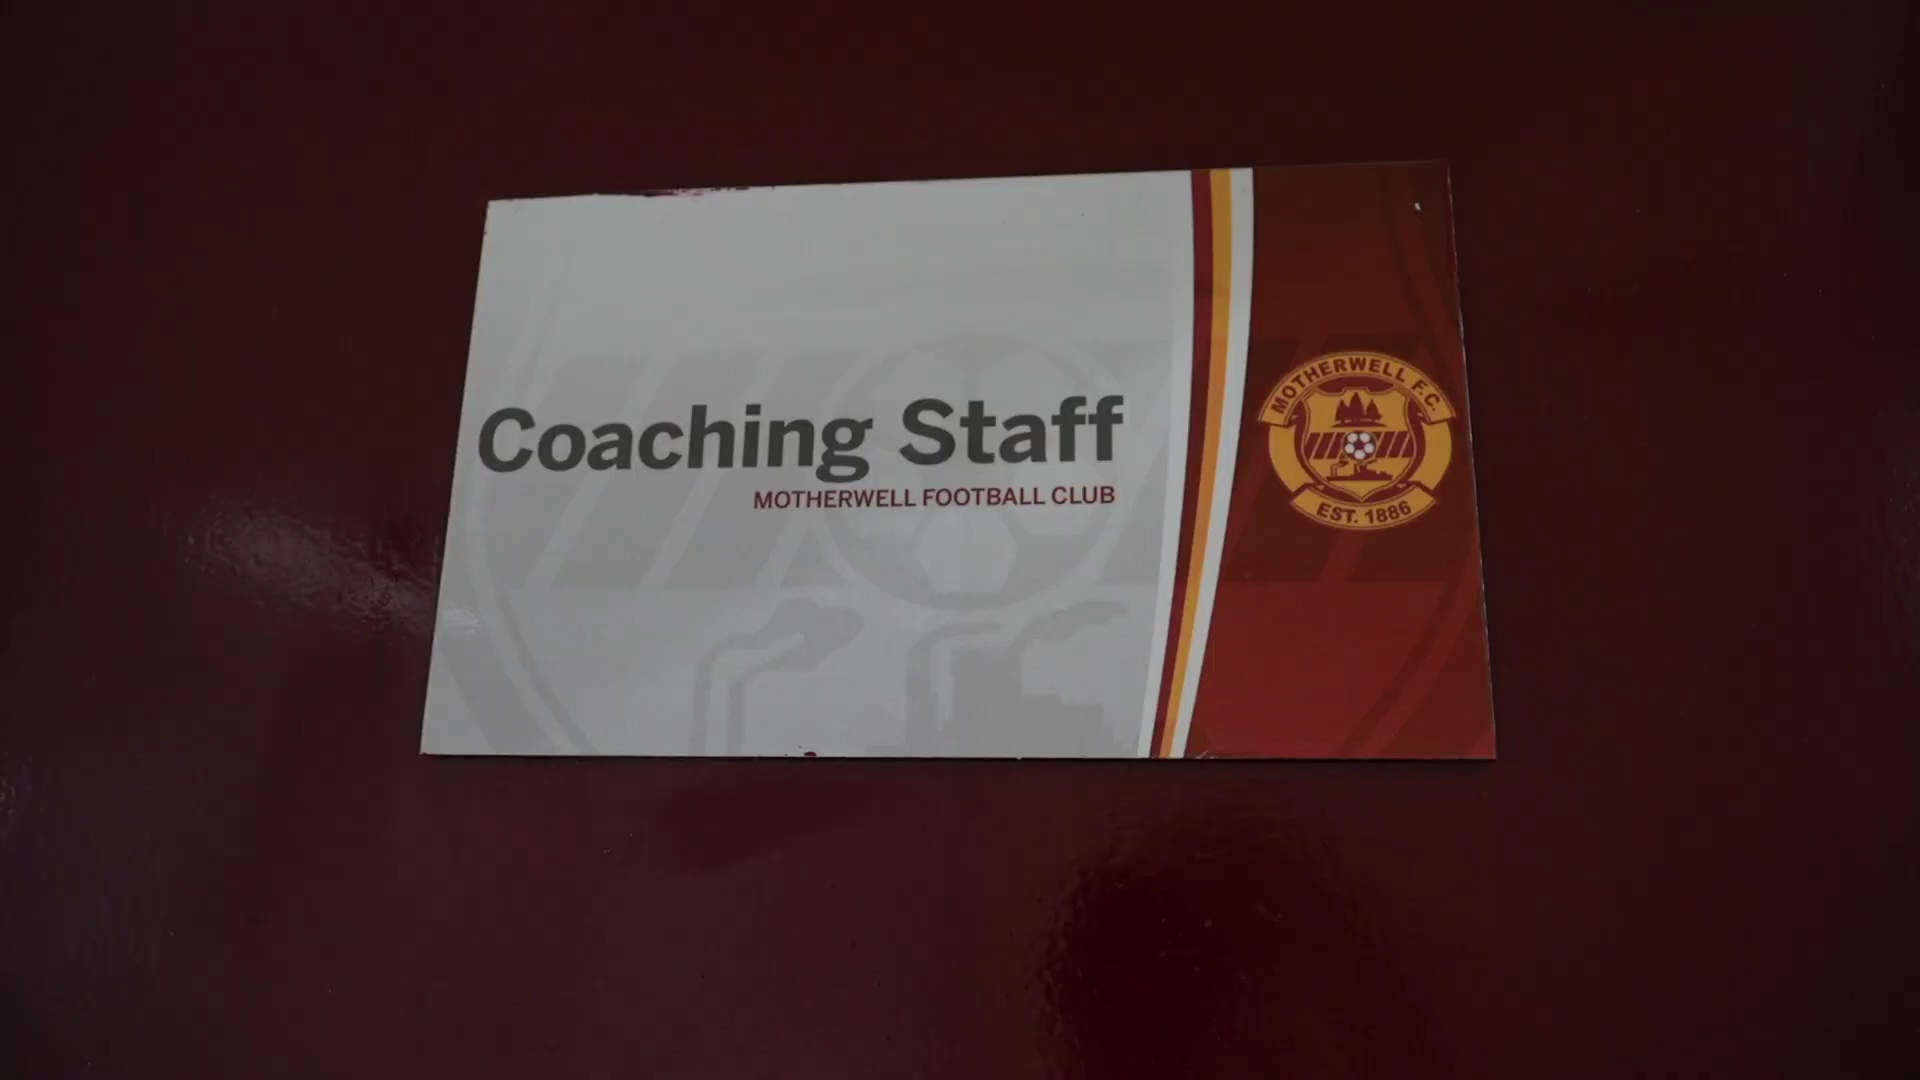 Coaching Staff
MOTHERWELL FOOTBALL CLUB
MOTHERWELL F.C.
EST. 1886